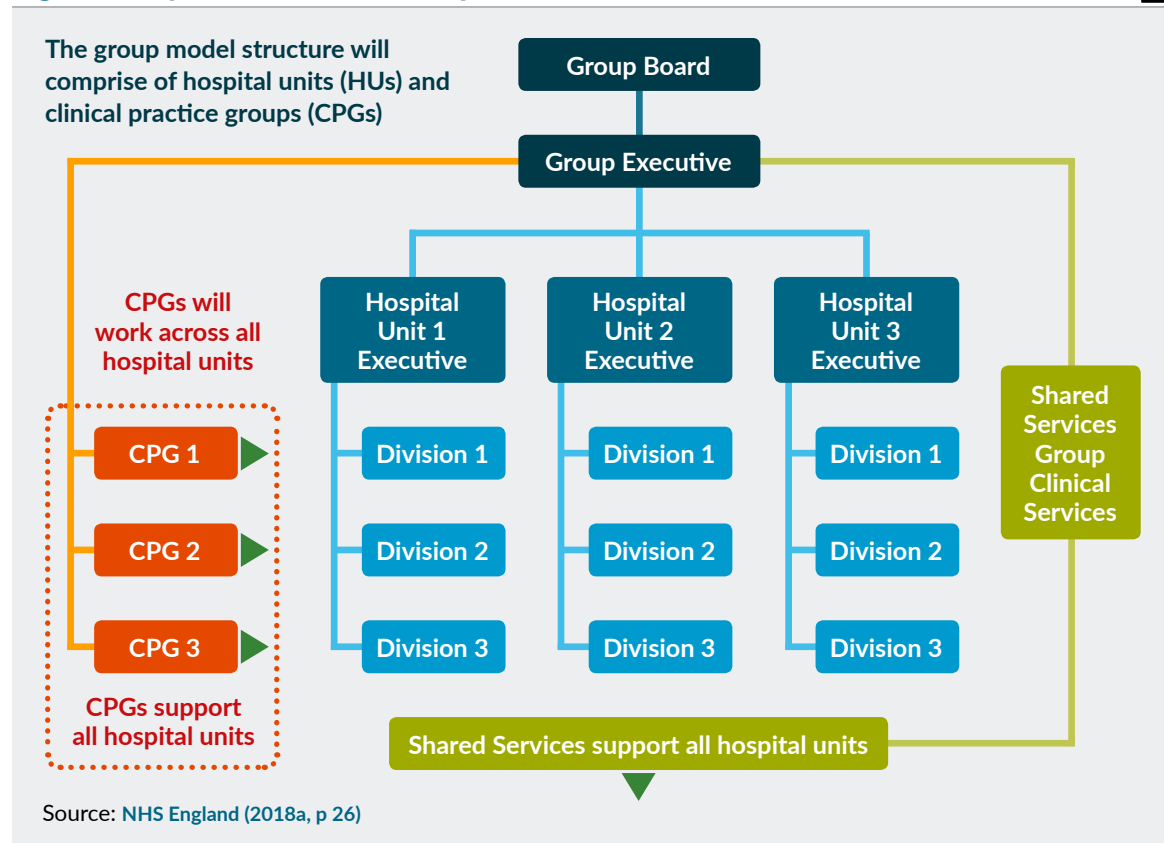 The group model structure will
comprise of hospital units (HUs) and
clinical practice groups (CPGs)
Group Board
Group Executive
CPGs will
work across all
hospital units
Hospital
Unit 1
Executive
Hospital
Unit 2
Executive
Hospital
Unit 3
Executive
Shared
Services
Group
Clinical
Services
CPG 1
Division 1
Division 1
Division 1
CPG 2
Division 2
Division 2
Division 2
CPG 3
Division 3
Division 3
Division 3
CPGs support
all hospital units
Shared Services support all hospital units
Source: NHS England (2018a, p 26)